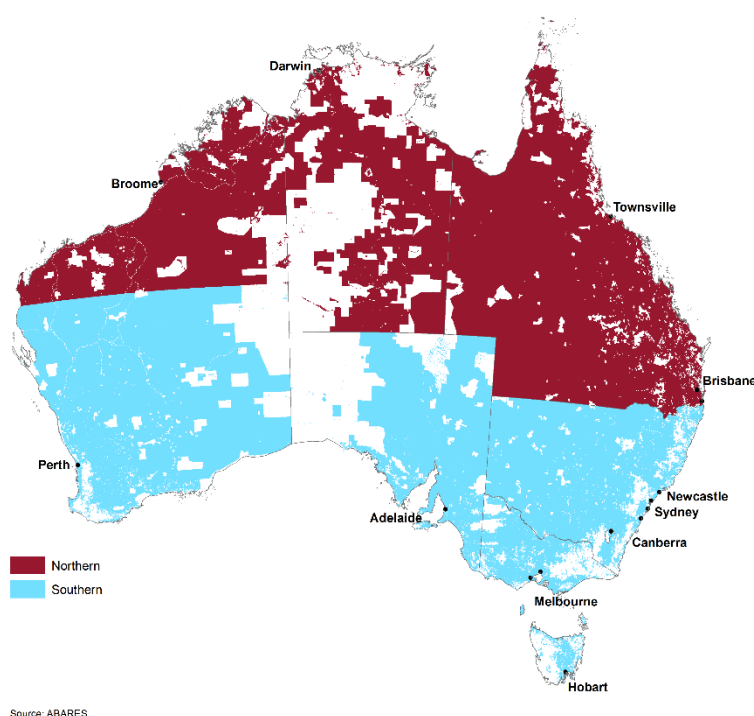 Darwin
Broome
Townsville
Brisbane
Perth
Newcastle
Sydney
Adelaide
Canberra
Northern
Southern
Melbourne
Hobart
Source: ABARES